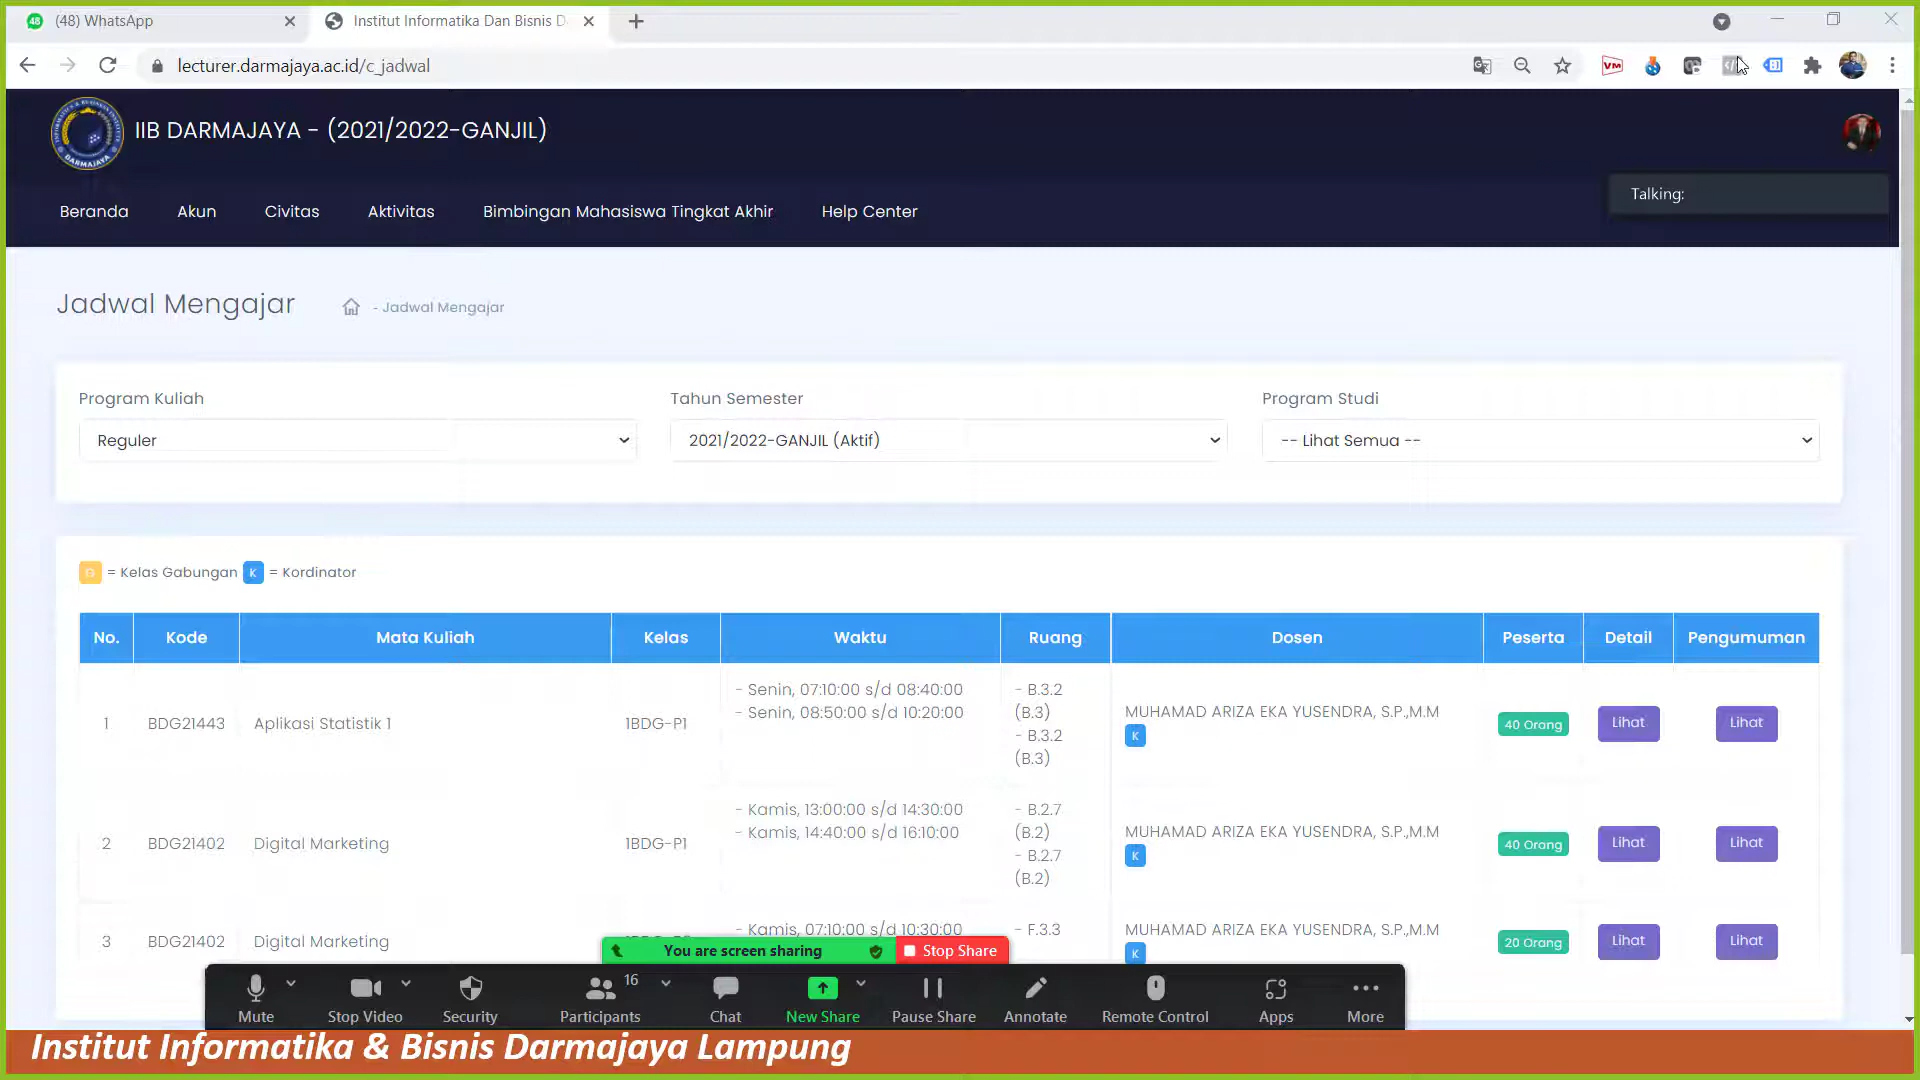 (48) WhatsApp
Institut Informatika Dan Bisnis D
lecturer.darmajaya.ac.id/c_jadwal
IIB DARMAJAYA - (2021/2022-GANJIL)
Talking:
Beranda Akun Civitas Aktivitas Bimbingan Mahasiswa Tingkat Akhir Help Center
Jadwal Mengajar - Jadwal Mengajar
Program Kuliah Tahun Semester Program Studi
Reguler 2021/2022-GANJIL (Aktif) -- Lihat Semua --
G = Kelas Gabungan K = Kordinator
No. Kode Mata Kuliah Kelas Waktu Ruang Dosen Peserta Detail Pengumuman
- Senin, 07:10:00 s/d 08:40:00 - B.3.2
1 BDG21443 Aplikasi Statistik 1 1BDG-P1 - Senin, 08:50:00 s/d 10:20:00 (B.3) MUHAMAD ARIZA EKA YUSENDRA, S.P.,M.M 40 Orang Lihat Lihat
- B.3.2 K
(B.3)
- Kamis, 13:00:00 s/d 14:30:00 - B.2.7
2 BDG21402 Digital Marketing 1BDG-P1 - Kamis, 14:40:00 s/d 16:10:00 (B.2) MUHAMAD ARIZA EKA YUSENDRA, S.P.,M.M 40 Orang Lihat Lihat
- B.2.7 K
(B.2)
3 BDG21402 Digital Marketing - Kamis, 07:10:00 s/d 10:30:00 - F.3.3 MUHAMAD ARIZA EKA YUSENDRA, S.P.,M.M 20 Orang Lihat Lihat
K
You are screen sharing Stop Share
16
Mute Stop Video Security Participants Chat New Share Pause Share Annotate Remote Control Apps More
Institut Informatika & Bisnis Darmajaya Lampung